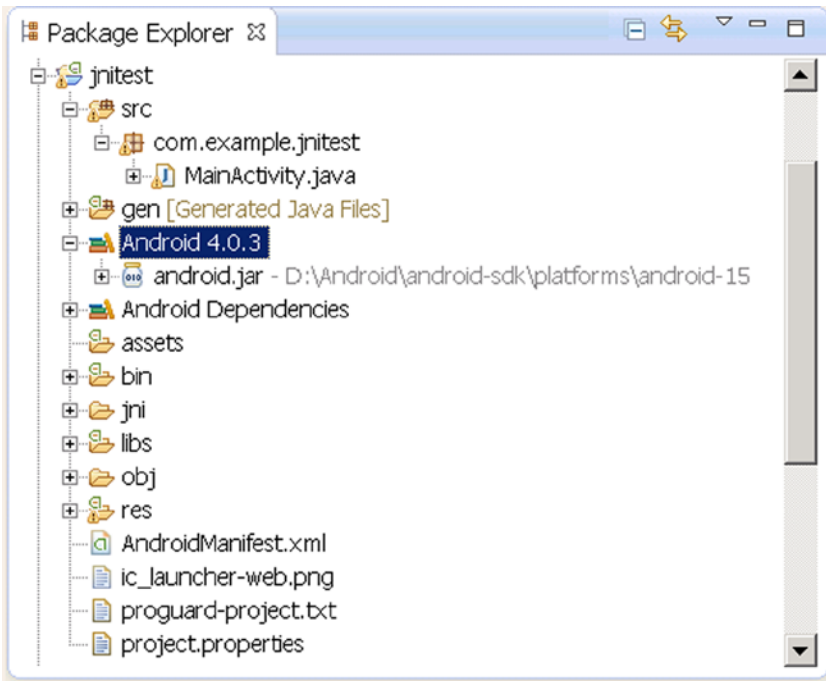 Package Explorer
jnitest
src
com.example.jnitest
MainActivity.java
gen [Generated Java Files]
Android 4.0.3
android.jar - D:\Android\android-sdk\platforms\android-15
Android Dependencies
assets
bin
jni
libs
obj
res
AndroidManifest.xml
ic_launcher-web.png
proguard-project.txt
project.properties